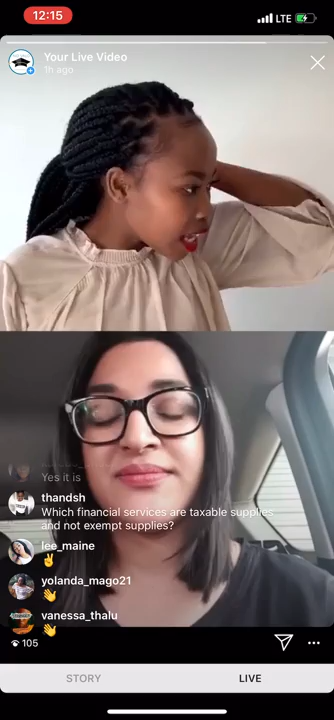 12:15
LTE
Your Live Video
1h ago
Yes it is
thandsh
Which financial services are taxable supplies
and not exempt supplies?
lee_maine
✌
yolanda_mago21
👋
vanessa_thalu
👋
105
STORY
LIVE